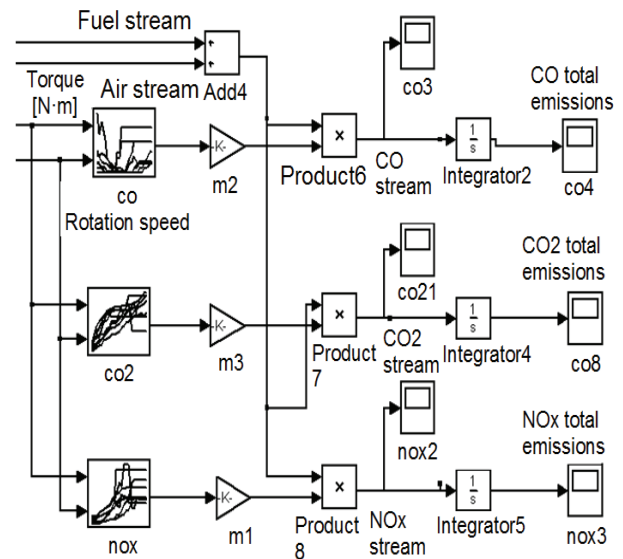 Fuel stream
Torque
[N·m]
Air stream
Add4
co3
CO total
emissions
-K-
×
1
s
co
m2
Product6
CO
stream
Integrator2
co4
Rotation speed
co21
CO2 total
emissions
-K-
×
1
s
co2
m3
Product
7
CO2
stream
Integrator4
co8
nox2
NOx total
emissions
-K-
×
1
s
nox
m1
Product
8
NOx
stream
Integrator5
nox3